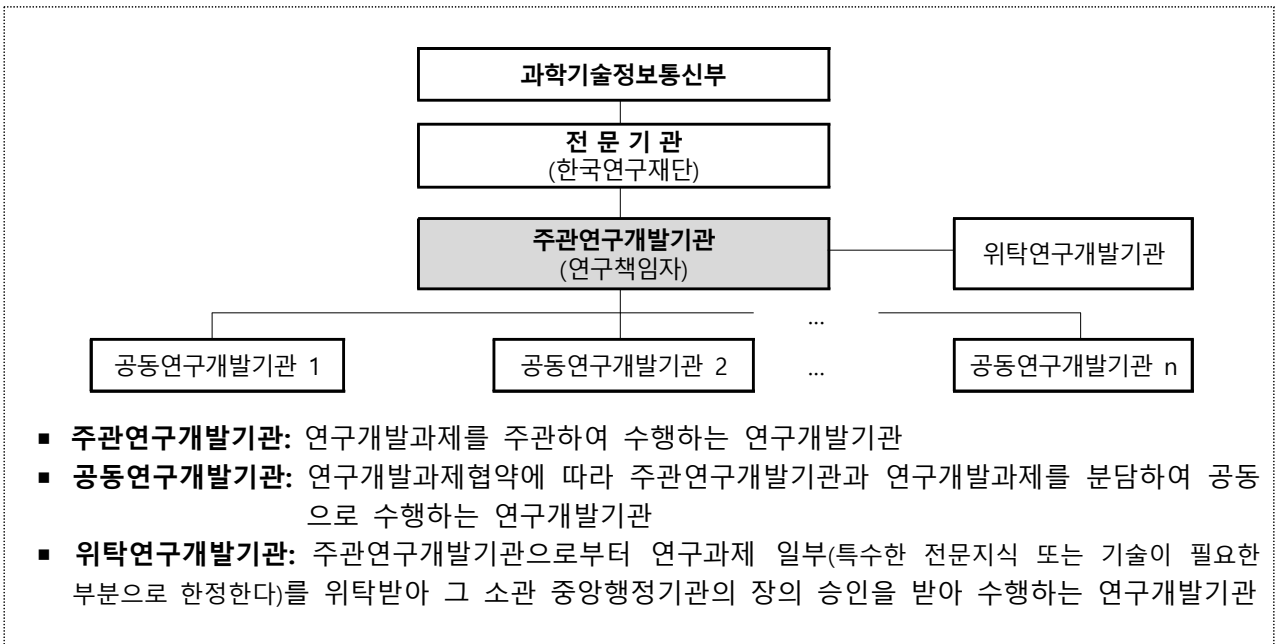 과학기술정보통신부
전 문 기 관
(한국연구재단)
주관연구개발기관
(연구책임자)
위탁연구개발기관
...
공동연구개발기관 1
공동연구개발기관 2
...
공동연구개발기관 n
▪ 주관연구개발기관: 연구개발과제를 주관하여 수행하는 연구개발기관
▪ 공동연구개발기관: 연구개발과제협약에 따라 주관연구개발기관과 연구개발과제를 분담하여 공동
으로 수행하는 연구개발기관
▪ 위탁연구개발기관: 주관연구개발기관으로부터 연구과제 일부(특수한 전문지식 또는 기술이 필요한
부분으로 한정한다)를 위탁받아 그 소관 중앙행정기관의 장의 승인을 받아 수행하는 연구개발기관